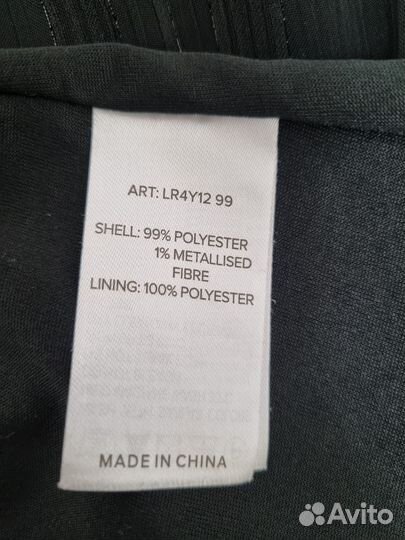 ART: LR4Y12 99
SHELL: 99% POLYESTER
1% METALLISED
FIBRE
LINING: 100% POLYESTER
MADE IN CHINA
Avito